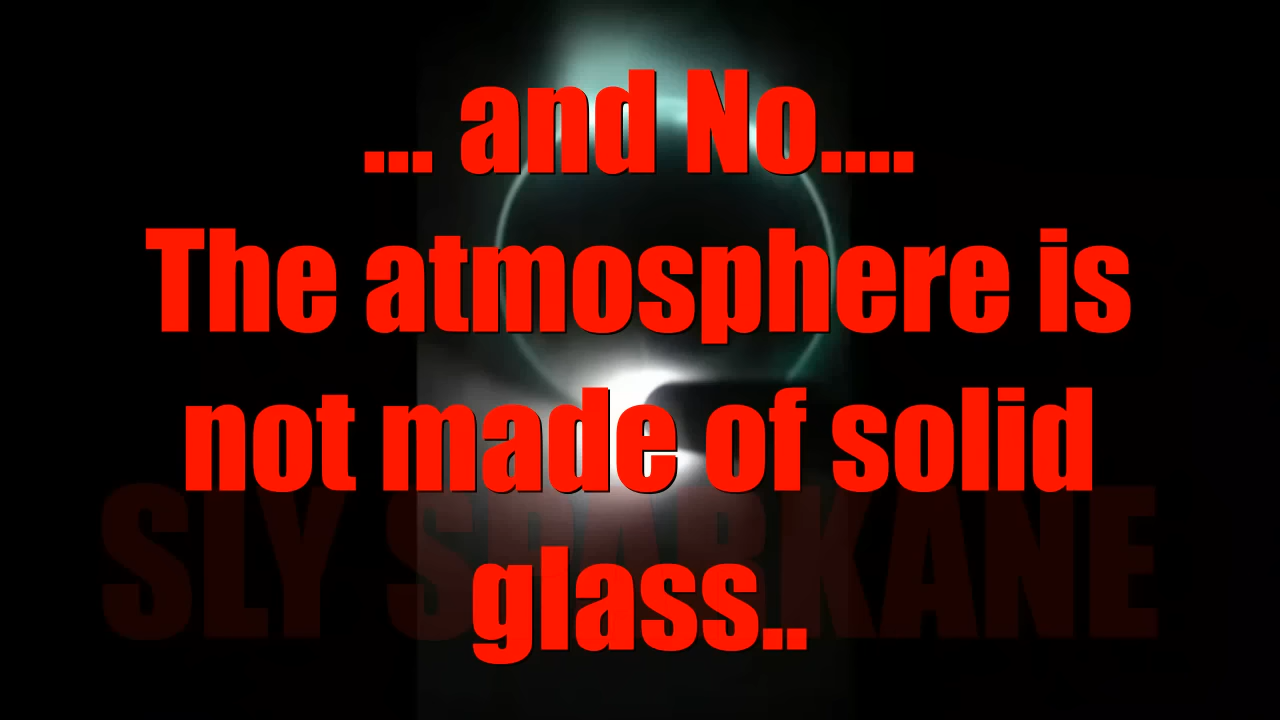 ... and No....
The atmosphere is
not made of solid
SLY SPARKANE
glass..